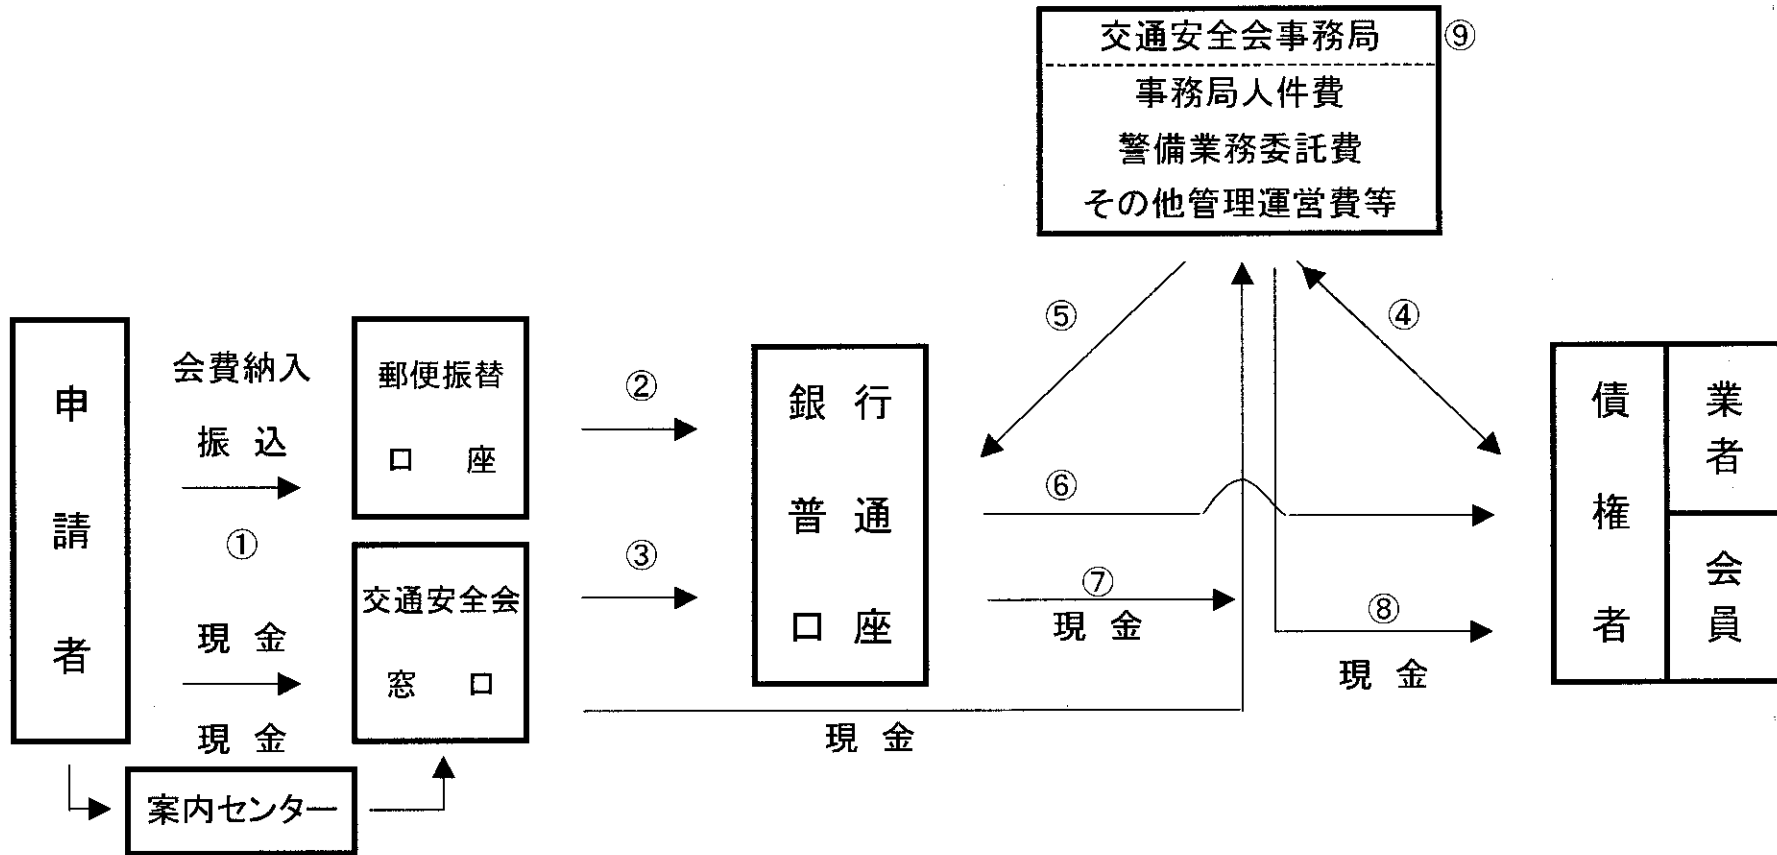 交通安全会事務局 ⑨
事務局人件費
警備業務委託費
その他管理運営費等
申請者
会費納入
振込
①
現金
現金
案内センター
郵便振替
口座
交通安全会
窓口
②
③
銀行
普通
口座
現金
⑤
④
⑥
⑦
現金
⑧
現金
債権者
業者
会員